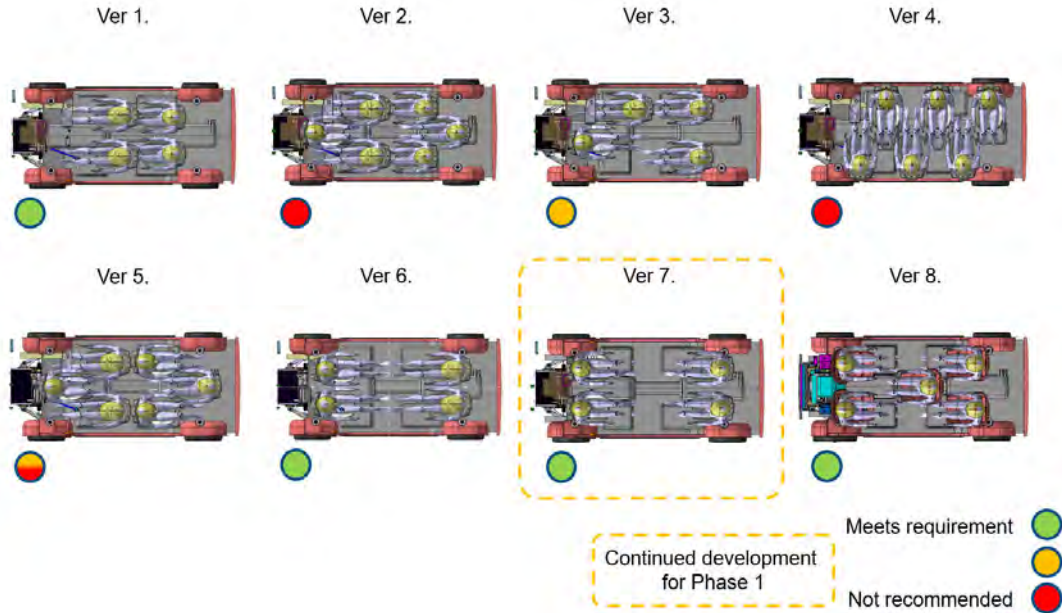 Ver 1.
Ver 2.
Ver 3.
Ver 4.
Ver 5.
Ver 6.
Ver 7.
Ver 8.
Meets requirement
Continued development
for Phase 1
Not recommended